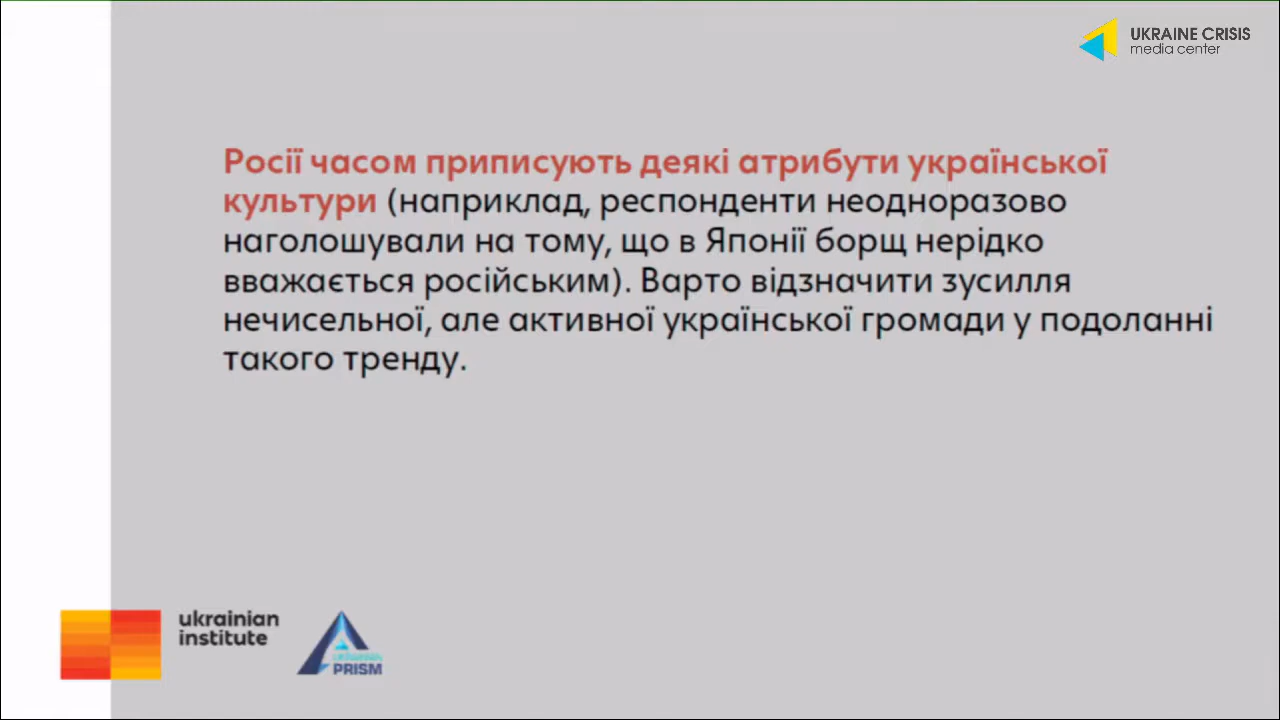 UKRAINE CRISIS
media center
Росії часом приписують деякі атрибути української
культури (наприклад, респонденти неодноразово
наголошували на тому, що в Японії борщ нерідко
вважається російським). Варто відзначити зусилля
нечисельної, але активної української громади у подоланні
такого тренду.
ukrainian
institute
UKRAINIAN
PRISM